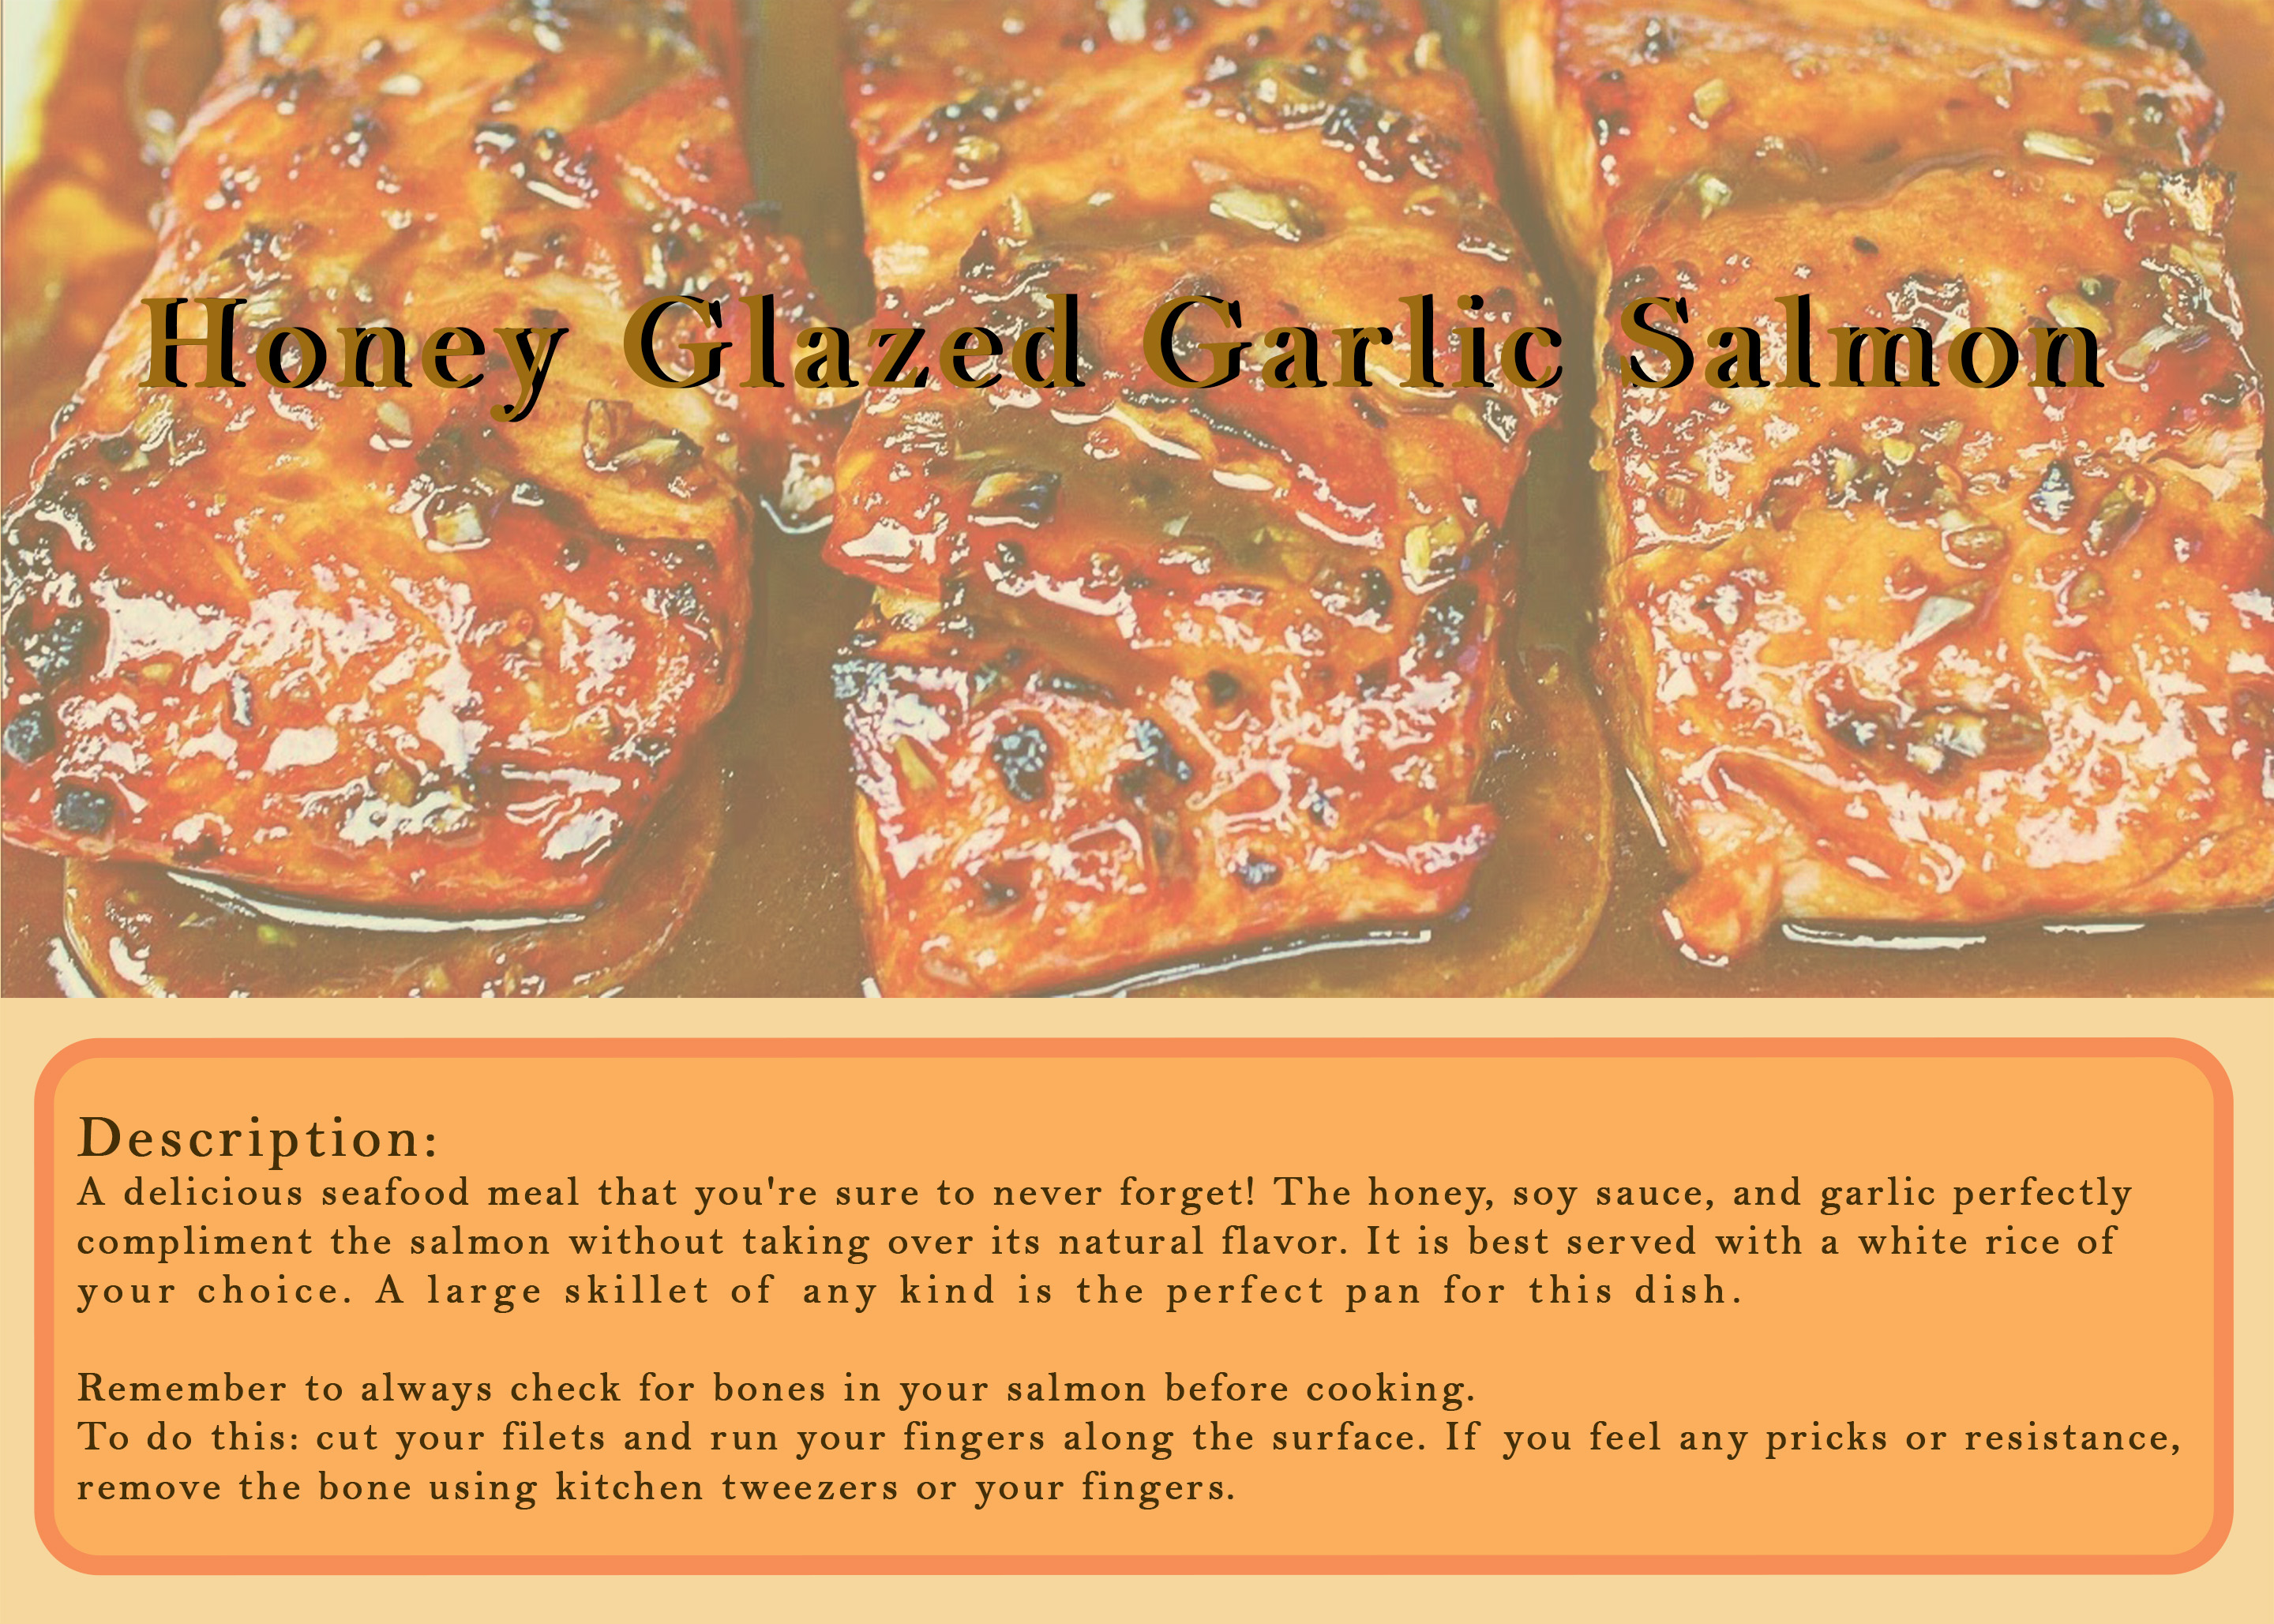 Honey Glazed Garlic Salmon
Description:
A delicious seafood meal that you're sure to never forget! The honey, soy sauce, and garlic perfectly
compliment the salmon without taking over its natural flavor. It is best served with a white rice of
your choice. A large skillet of any kind is the perfect pan for this dish.
Remember to always check for bones in your salmon before cooking.
To do this: cut your filets and run your fingers along the surface. If you feel any pricks or resistance,
remove the bone using kitchen tweezers or your fingers.